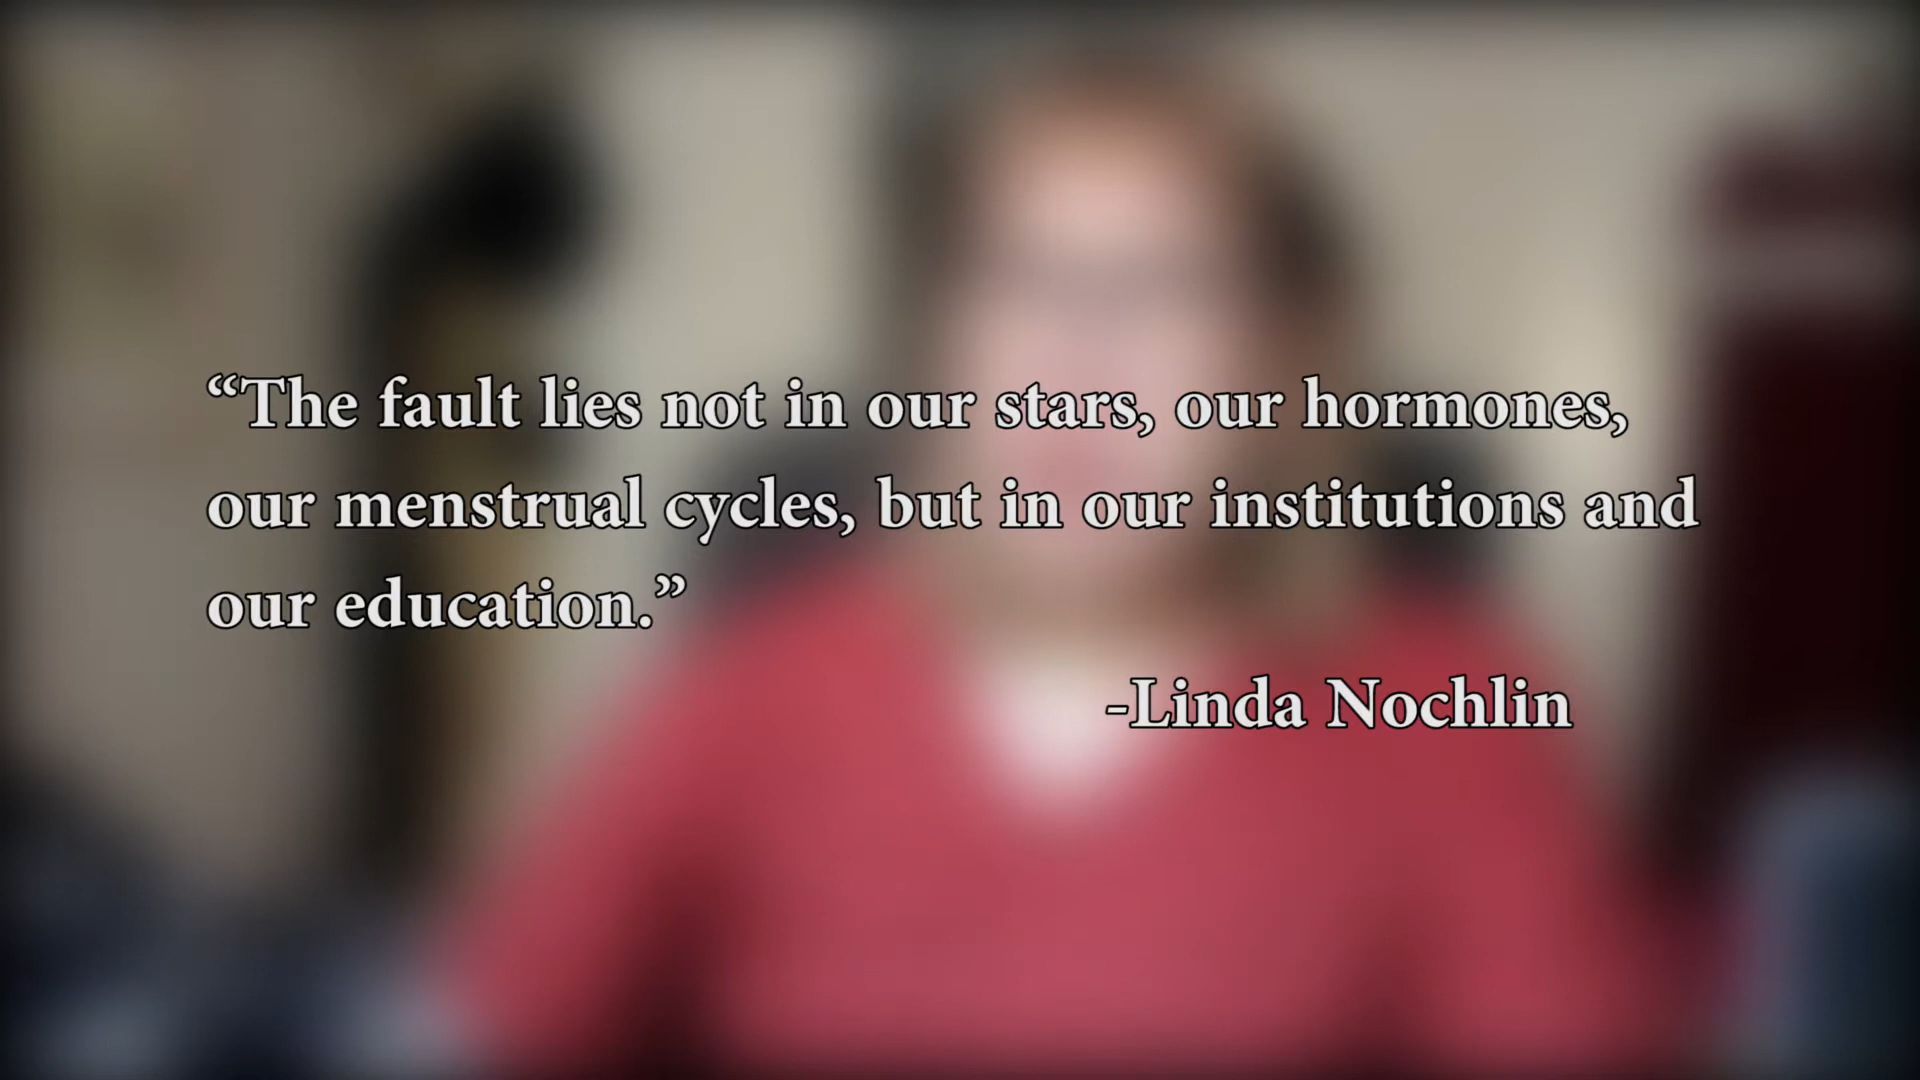 “The fault lies not in our stars, our hormones,
our menstrual cycles, but in our institutions and
our education.”
-Linda Nochlin